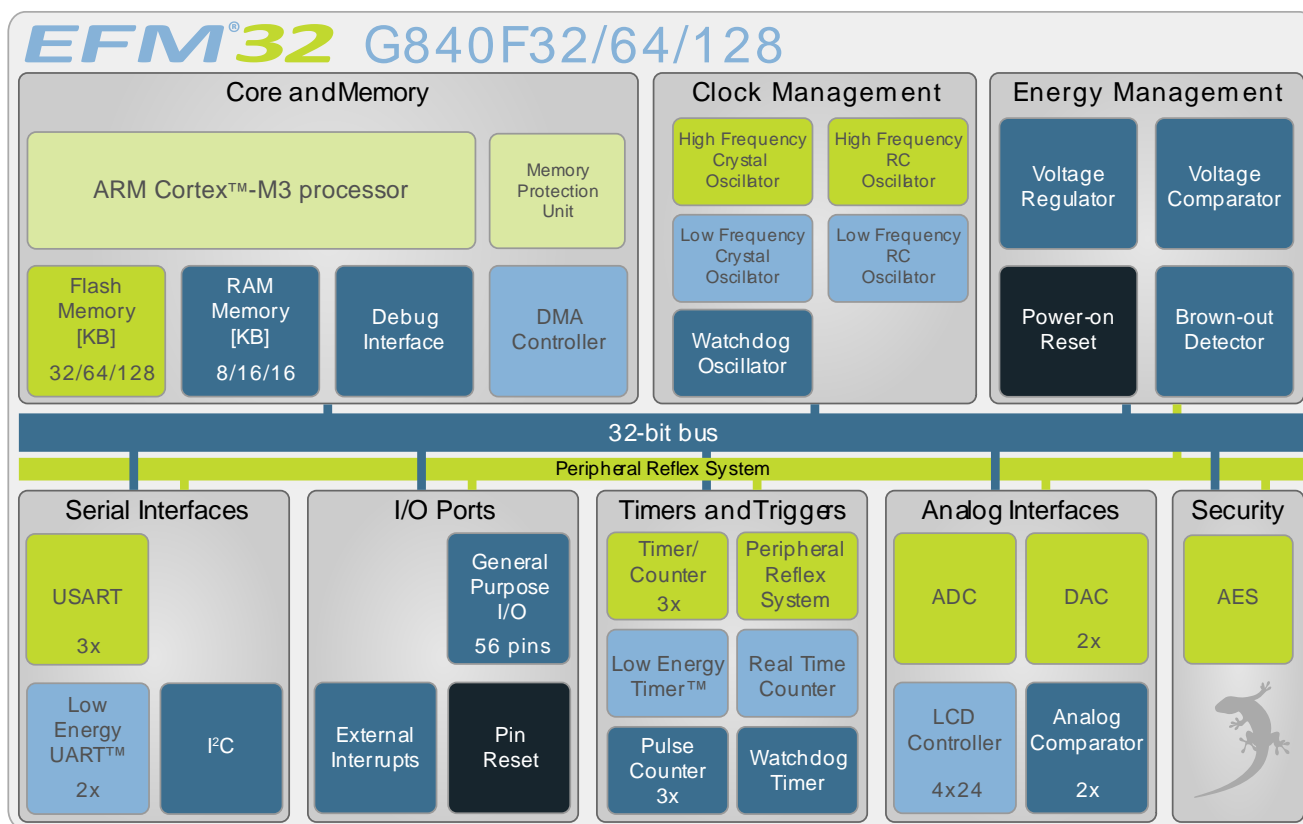 EFM®32 G840F32/64/128
Core and Memory
ARM Cortex™-M3 processor
Memory
Protection
Unit
Flash
Memory
[KB]
32/64/128
RAM
Memory
[KB]
8/16/16
Debug
Interface
DMA
Controller
Clock Management
High Frequency
Crystal
Oscillator
High Frequency
RC
Oscillator
Low Frequency
Crystal
Oscillator
Low Frequency
RC
Oscillator
Watchdog
Oscillator
Energy Management
Voltage
Regulator
Voltage
Comparator
Power-on
Reset
Brown-out
Detector
32-bit bus
Peripheral Reflex System
Serial Interfaces
USART
3x
Low
Energy
UART™
2x
I²C
I/O Ports
General
Purpose
I/O
56 pins
External
Interrupts
Pin
Reset
Timers and Triggers
Timer/
Counter
3x
Peripheral
Reflex
System
Low Energy
Timer™
Real Time
Counter
Pulse
Counter
3x
Watchdog
Timer
Analog Interfaces
ADC
DAC
2x
LCD
Controller
4x24
Analog
Comparator
2x
Security
AES